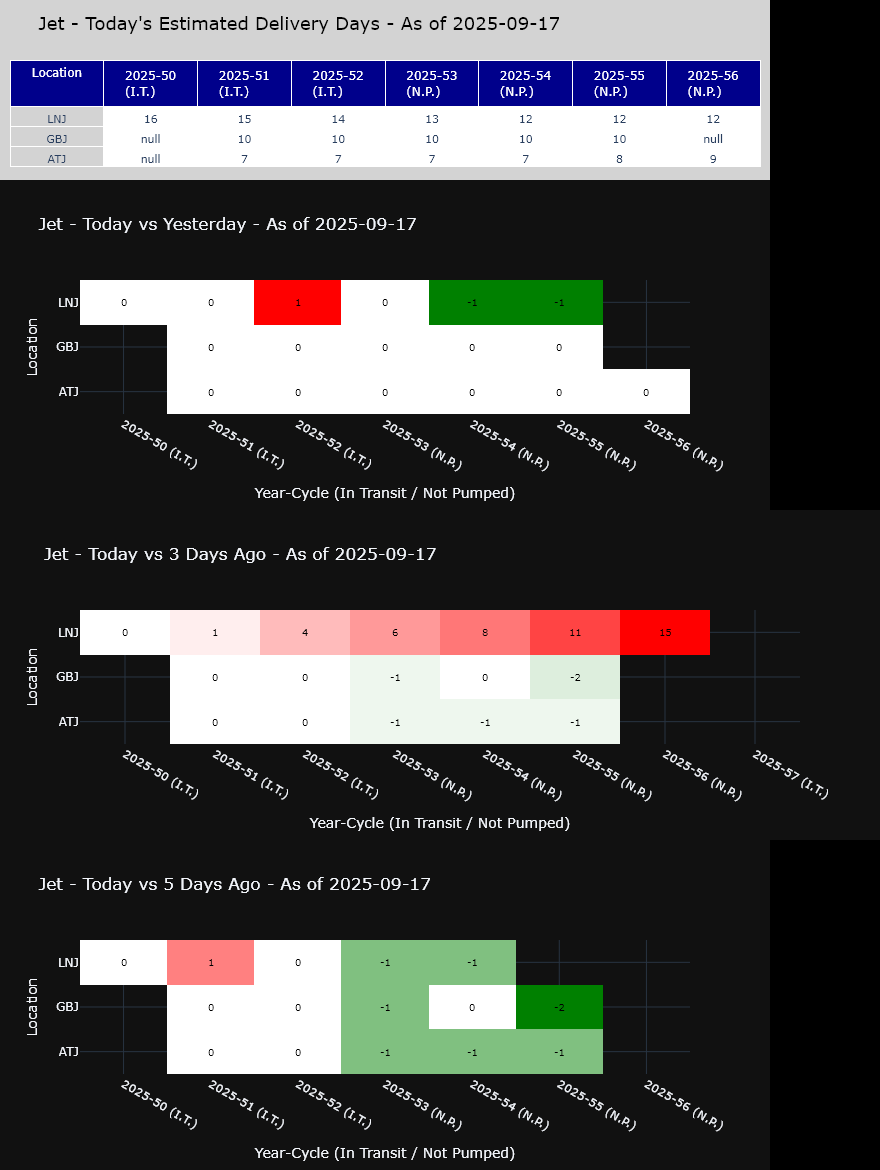 Jet - Today's Estimated Delivery Days - As of 2025-09-17
Location 2025-50 (I.T.) 2025-51 (I.T.) 2025-52 (I.T.) 2025-53 (N.P.) 2025-54 (N.P.) 2025-55 (N.P.) 2025-56 (N.P.)
LNJ 16 15 14 13 12 12 12
GBJ null 10 10 10 10 10 null
ATJ null 7 7 7 7 8 9
Jet - Today vs Yesterday - As of 2025-09-17
Location
LNJ 0 0 1 0 -1 -1
GBJ 0 0 0 0 0
ATJ 0 0 0 0 0 0
2025-50 (I.T.) 2025-51 (I.T.) 2025-52 (I.T.) 2025-53 (N.P.) 2025-54 (N.P.) 2025-55 (N.P.) 2025-56 (N.P.)
Year-Cycle (In Transit / Not Pumped)
Jet - Today vs 3 Days Ago - As of 2025-09-17
Location
LNJ 0 1 4 6 8 11 15
GBJ 0 0 -1 0 -2
ATJ 0 0 -1 -1 -1
2025-50 (I.T.) 2025-51 (I.T.) 2025-52 (I.T.) 2025-53 (N.P.) 2025-54 (N.P.) 2025-55 (N.P.) 2025-56 (N.P.) 2025-57 (I.T.)
Year-Cycle (In Transit / Not Pumped)
Jet - Today vs 5 Days Ago - As of 2025-09-17
Location
LNJ 0 1 0 -1 -1
GBJ 0 0 -1 0 -2
ATJ 0 0 -1 -1 -1
2025-50 (I.T.) 2025-51 (I.T.) 2025-52 (I.T.) 2025-53 (N.P.) 2025-54 (N.P.) 2025-55 (N.P.) 2025-56 (N.P.)
Year-Cycle (In Transit / Not Pumped)